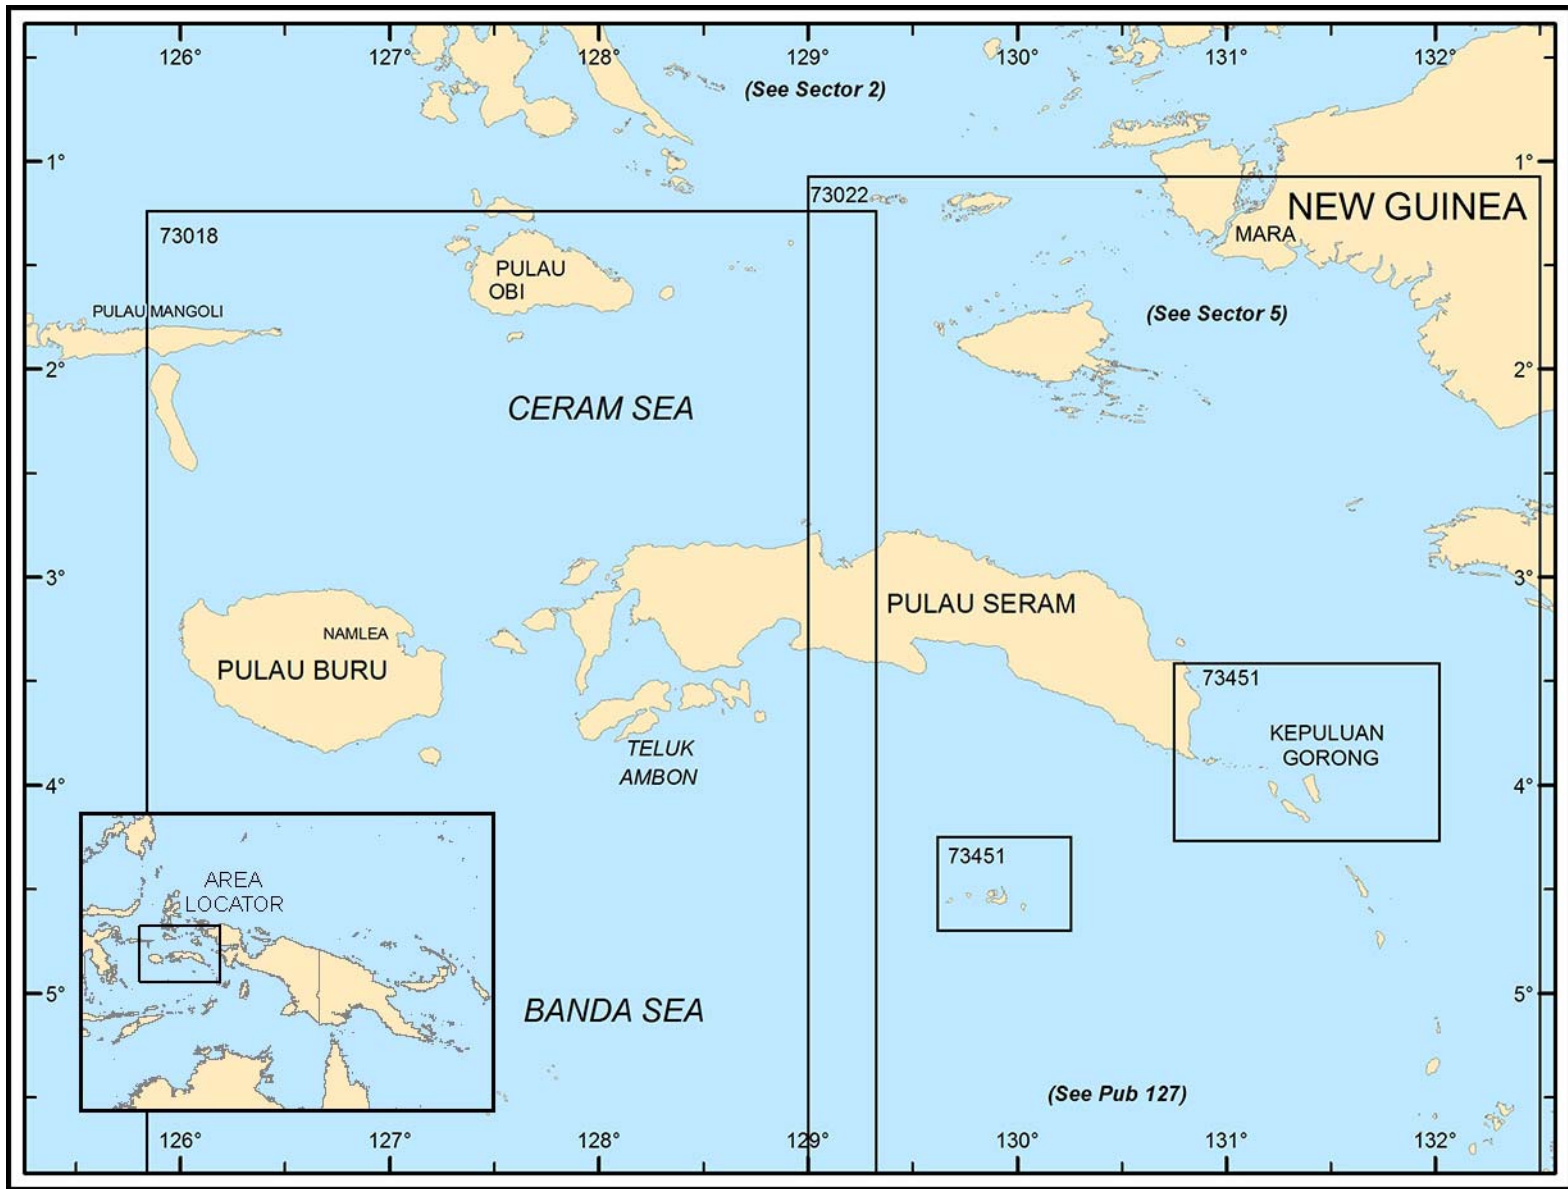 126° 127° 128° 129° 130° 131° 132°
(See Sector 2)
1° 1°
73022
NEW GUINEA
73018
MARA
PULAU
OBI
PULAU MANGOLI
(See Sector 5)
2° 2°
CERAM SEA
3° 3°
PULAU SERAM
NAMLEA
PULAU BURU
73451
KEPULUAN
GORONG
TELUK
AMBON
4° 4°
73451
AREA
LOCATOR
5° 5°
BANDA SEA
(See Pub 127)
126° 127° 128° 129° 130° 131° 132°